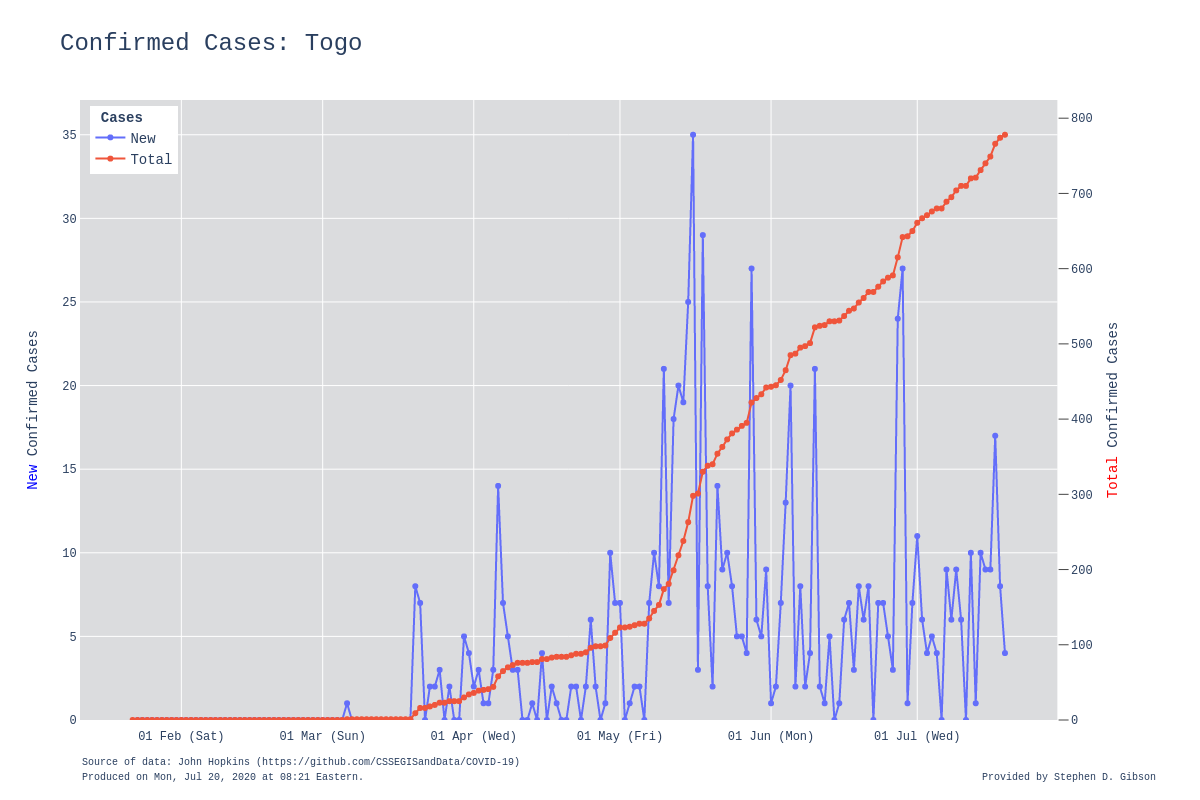 Confirmed Cases: Togo
Cases
New
Total
35
30
25
20
15
10
5
0
800
700
600
500
400
300
200
100
0
New Confirmed Cases
Total Confirmed Cases
01 Feb (Sat)
01 Mar (Sun)
01 Apr (Wed)
01 May (Fri)
01 Jun (Mon)
01 Jul (Wed)
Source of data: John Hopkins (https://github.com/CSSEGISandData/COVID-19)
Produced on Mon, Jul 20, 2020 at 08:21 Eastern.
Provided by Stephen D. Gibson